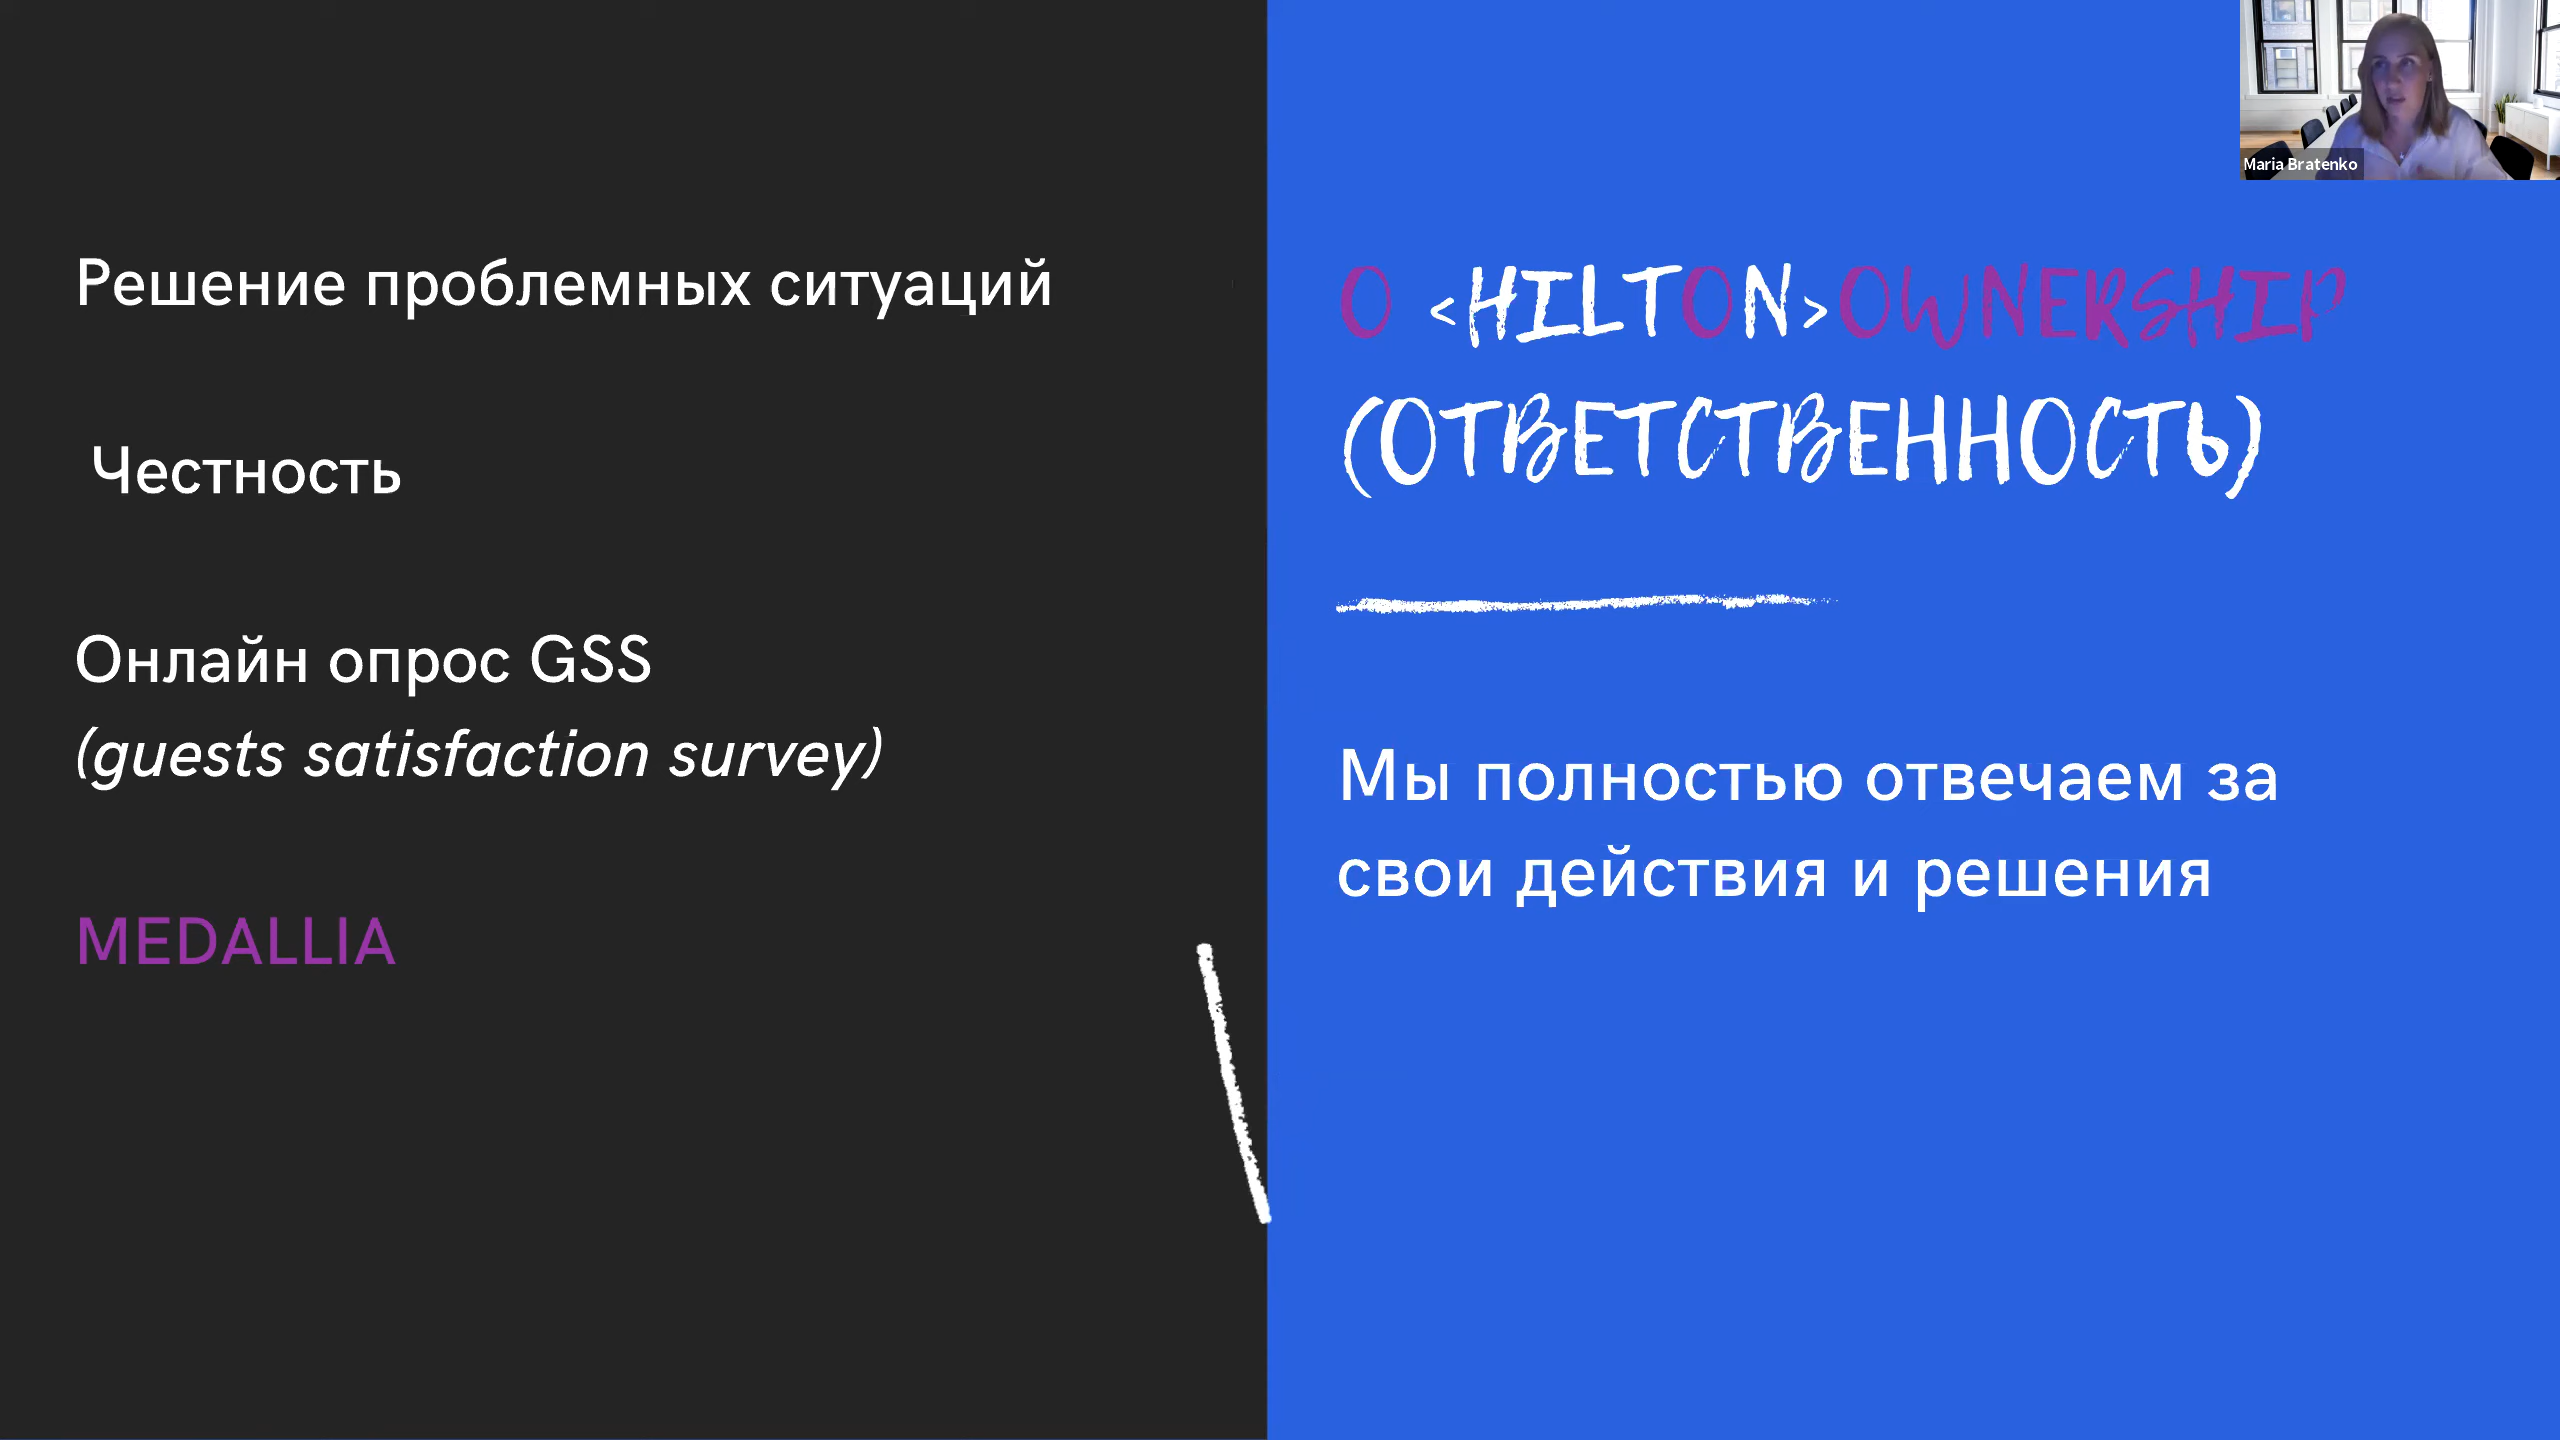 Решение проблемных ситуаций
Честность
Онлайн опрос GSS
(guests satisfaction survey)
MEDALLIA
O <HILTON> OWNERSHIP
(ОТВЕТСТВЕННОСТЬ)
Мы полностью отвечаем за
свои действия и решения
Maria Bratenko